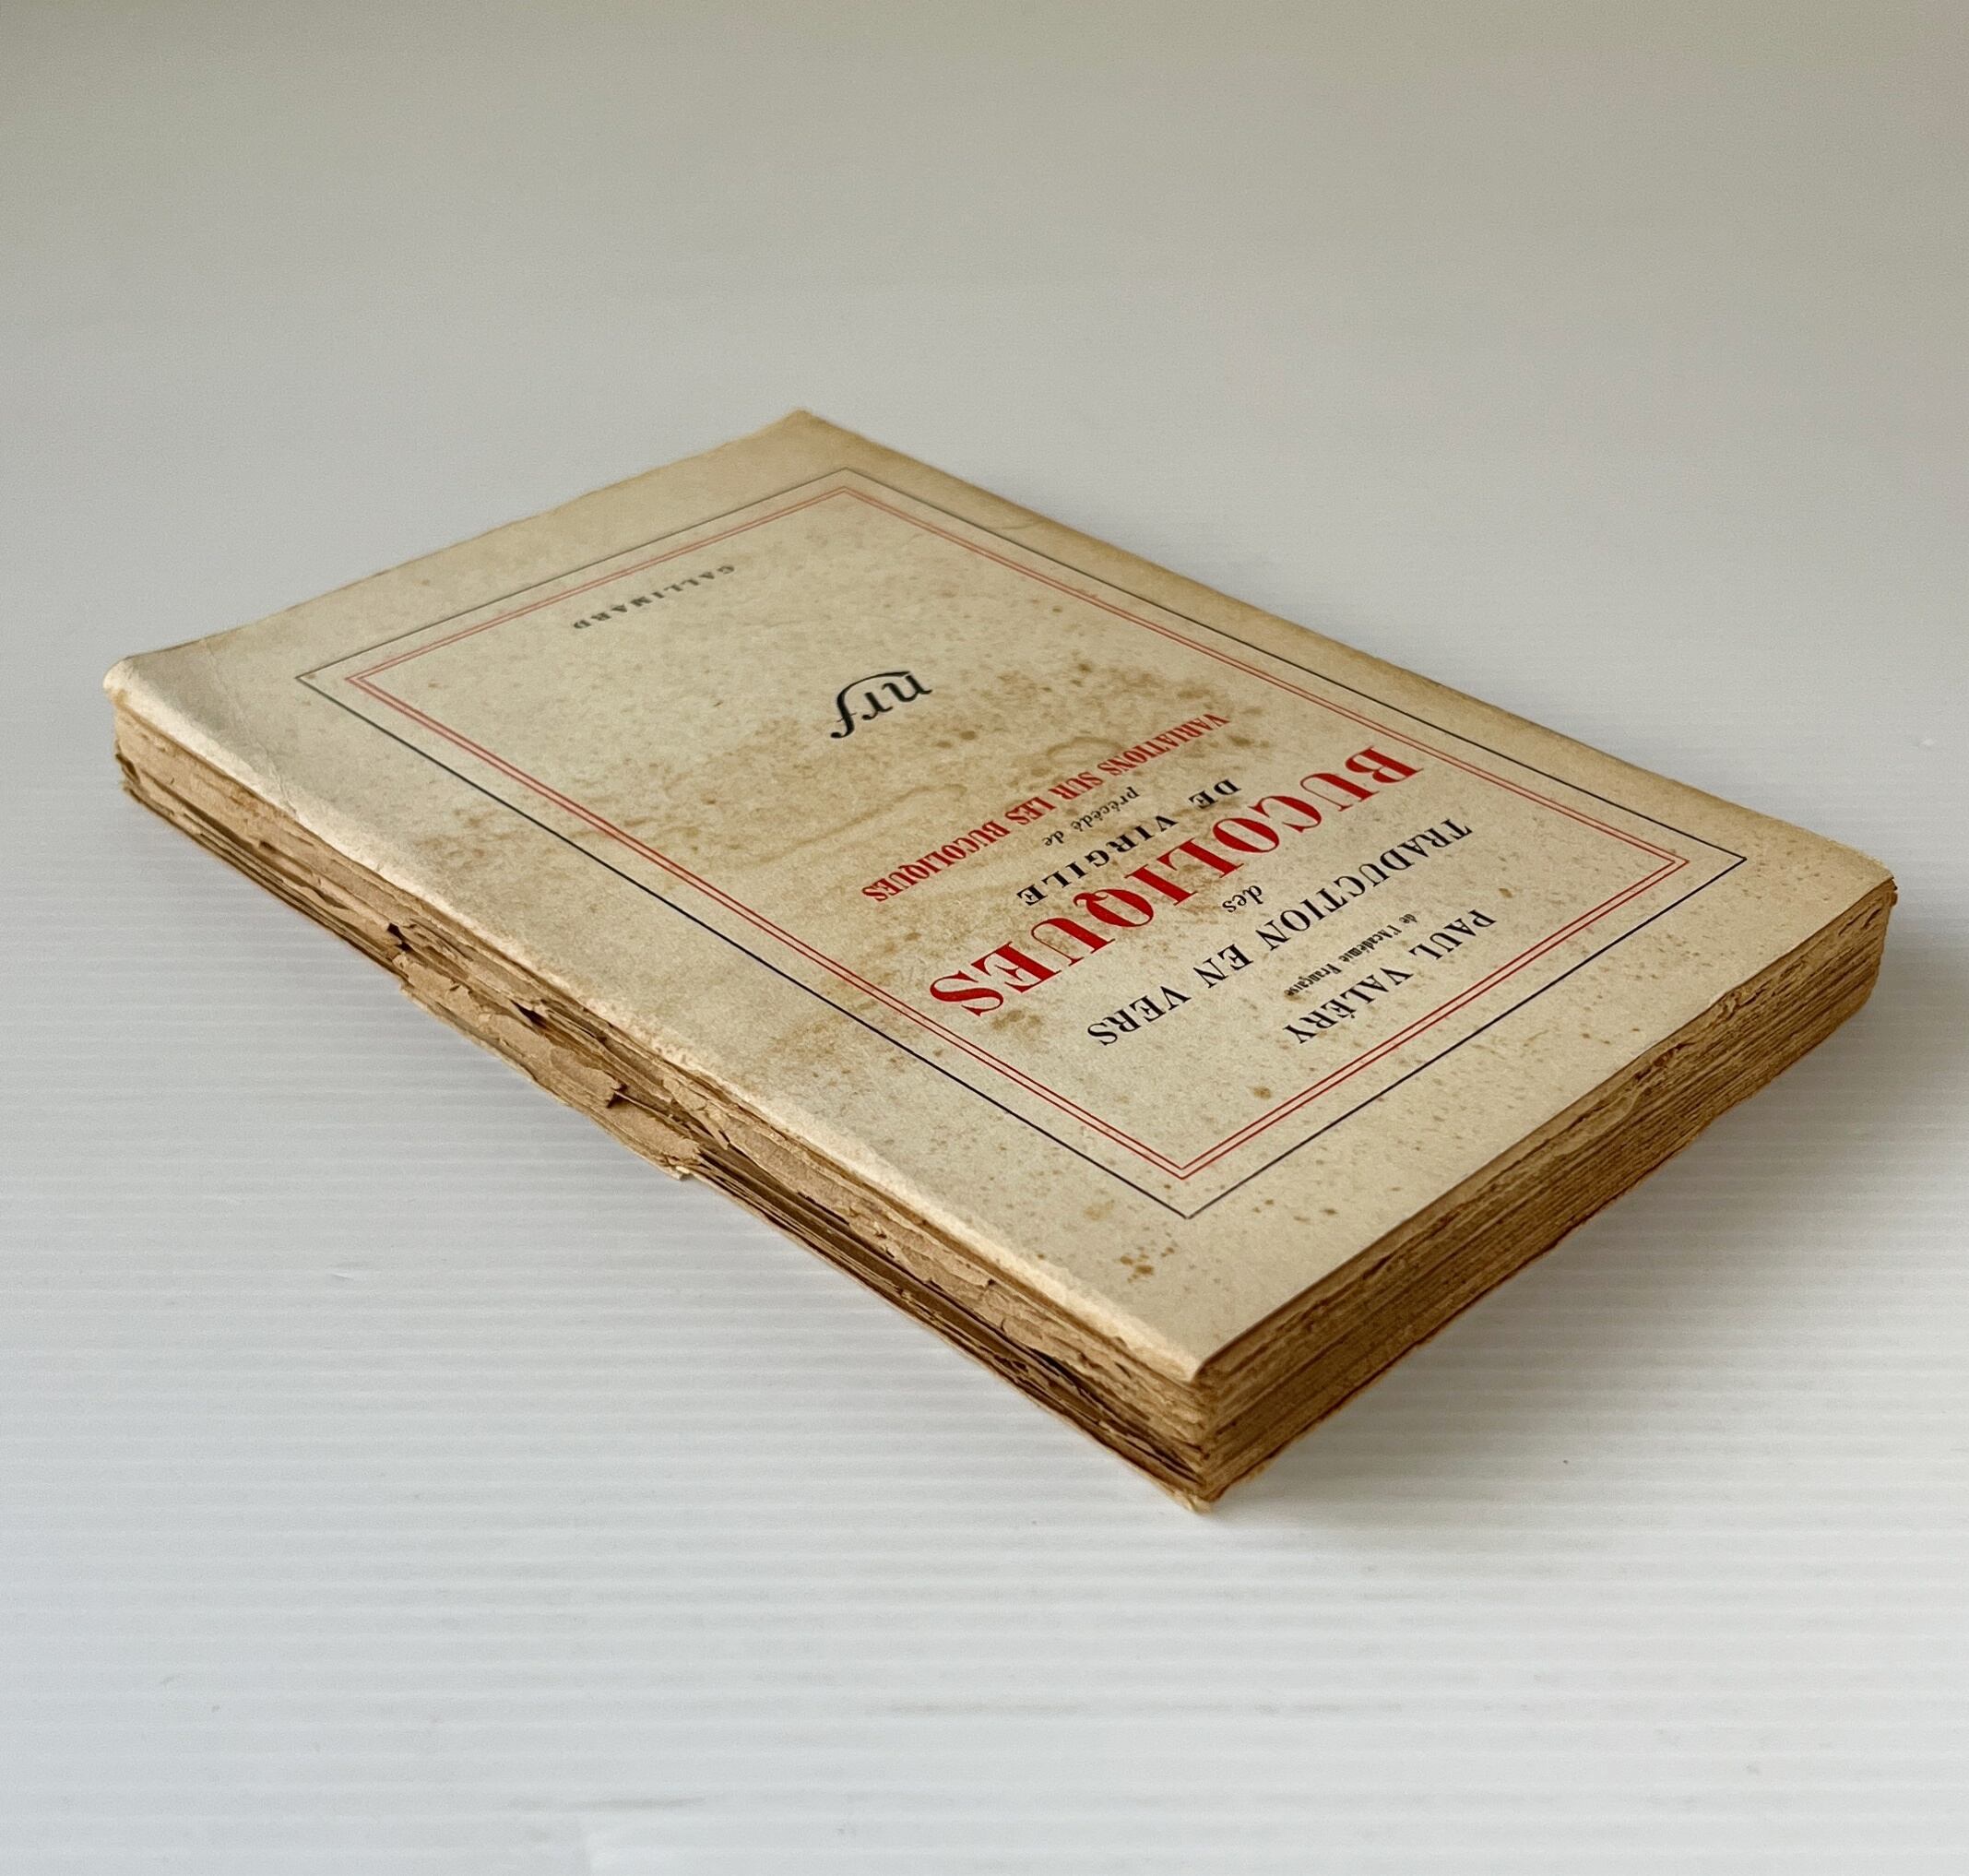 PAUL VALÉRY
de l'Académie Française
TRADUCTION EN VERS
des
BUCOLIQUES
DE VIRGILE
précédé de
VARIATIONS SUR LES BUCOLIQUES
nrf
GALLIMARD